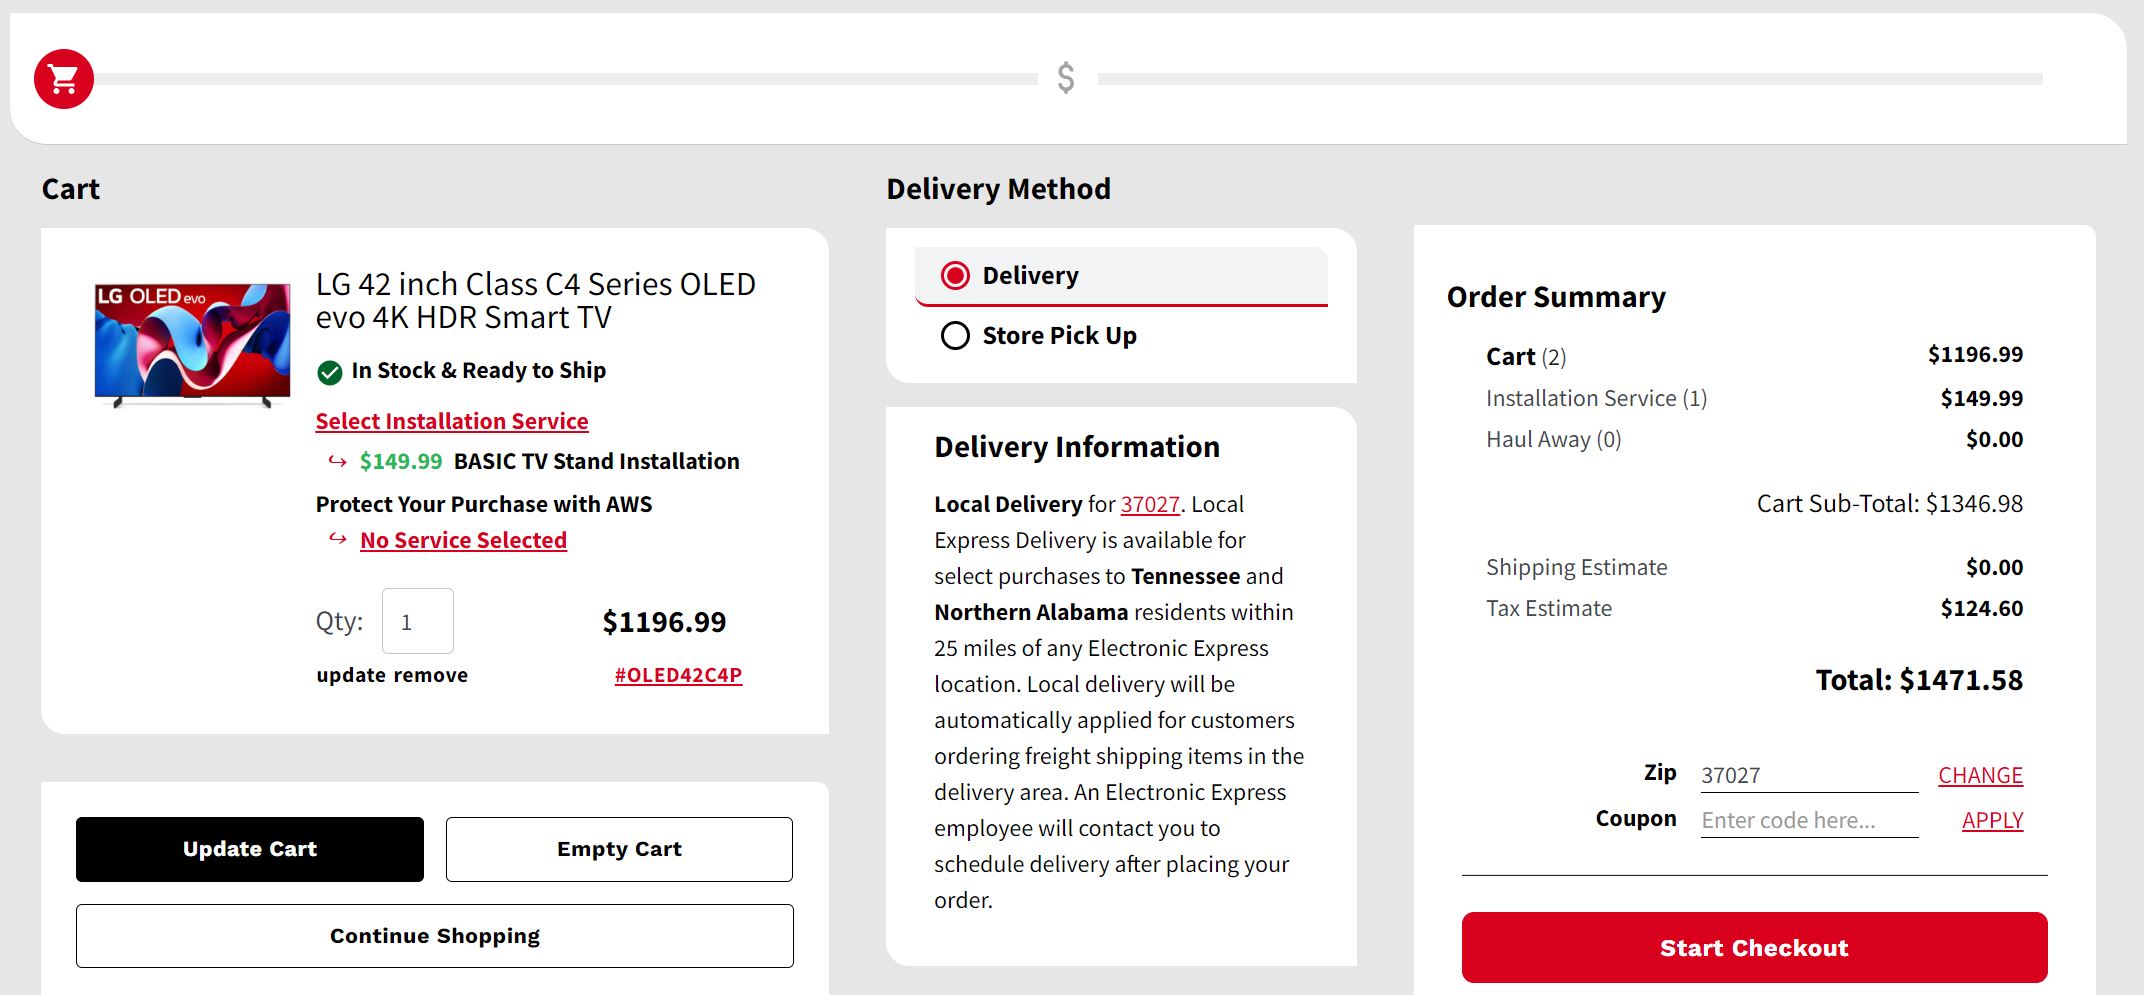 $
Cart
LG OLED evo
LG 42 inch Class C4 Series OLED
evo 4K HDR Smart TV
In Stock & Ready to Ship
Select Installation Service
↪ $149.99 BASIC TV Stand Installation
Protect Your Purchase with AWS
↪ No Service Selected
Qty: 1 $1196.99
update remove #OLED42C4P
Update Cart Empty Cart
Continue Shopping
Delivery Method
Delivery
Store Pick Up
Delivery Information
Local Delivery for 37027. Local
Express Delivery is available for
select purchases to Tennessee and
Northern Alabama residents within
25 miles of any Electronic Express
location. Local delivery will be
automatically applied for customers
ordering freight shipping items in the
delivery area. An Electronic Express
employee will contact you to
schedule delivery after placing your
order.
Order Summary
Cart (2) $1196.99
Installation Service (1) $149.99
Haul Away (0) $0.00
Cart Sub-Total: $1346.98
Shipping Estimate $0.00
Tax Estimate $124.60
Total: $1471.58
Zip 37027 CHANGE
Coupon Enter code here... APPLY
Start Checkout